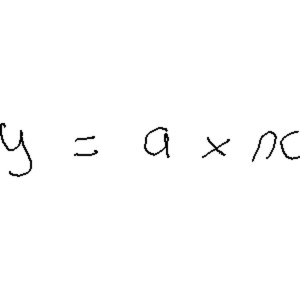 y = a × x